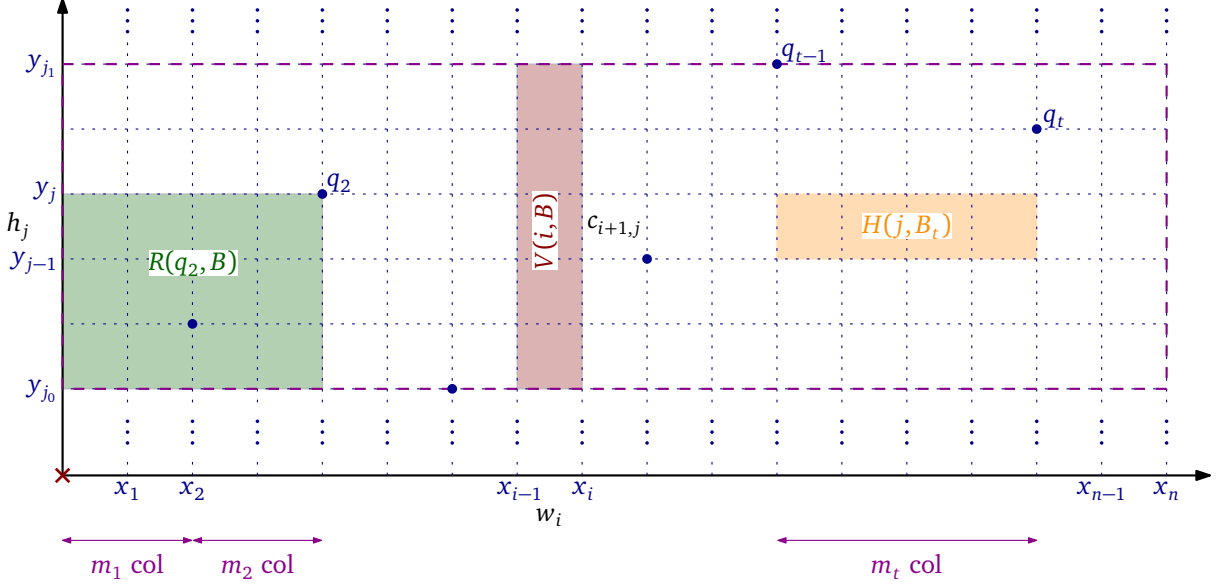 y_{j_1}
q_{t−1}
q_t
y_j
q_2
h_j
R(q_2, B)
V(i, B)
c_{i+1,j}
H(j, B_t)
y_{j−1}
y_{j_0}
x_1 x_2 x_{i−1} x_i x_{n−1} x_n
w_i
m_1 col m_2 col m_t col